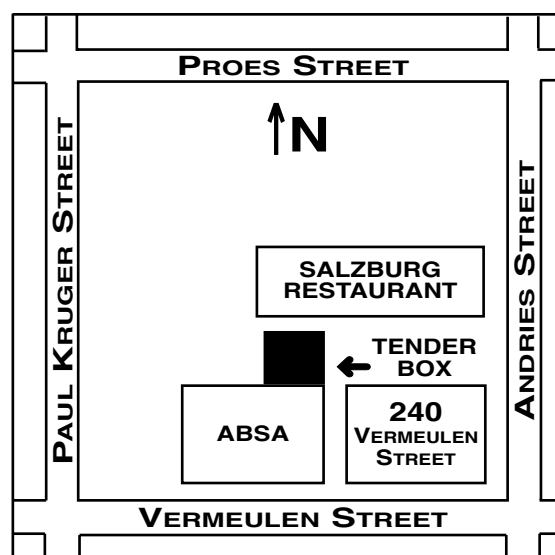 PROES STREET
N
PAUL KRUGER STREET
ANDRIES STREET
SALZBURG
RESTAURANT
TENDER
BOX
ABSA
240
VERMEULEN
STREET
VERMEULEN STREET